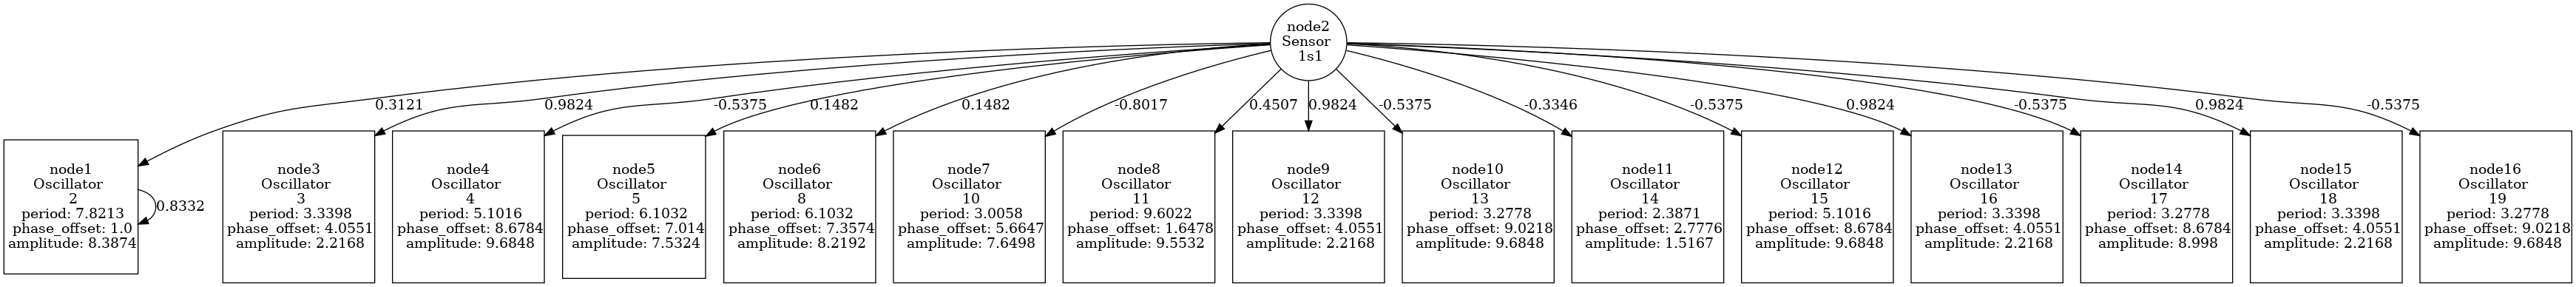 node2
Sensor
1s1
0.3121
0.9824
-0.5375
0.1482
0.1482
-0.8017
0.4507
0.9824
-0.5375
-0.3346
-0.5375
0.9824
-0.5375
0.9824
-0.5375
node1
Oscillator
2
period: 7.8213
phase_offset: 1.0
amplitude: 8.3874
0.8332
node3
Oscillator
3
period: 3.3398
phase_offset: 4.0551
amplitude: 2.2168
node4
Oscillator
4
period: 5.1016
phase_offset: 8.6784
amplitude: 9.6848
node5
Oscillator
5
period: 6.1032
phase_offset: 7.014
amplitude: 7.5324
node6
Oscillator
8
period: 6.1032
phase_offset: 7.3574
amplitude: 8.2192
node7
Oscillator
10
period: 3.0058
phase_offset: 5.6647
amplitude: 7.6498
node8
Oscillator
11
period: 9.6022
phase_offset: 1.6478
amplitude: 9.5532
node9
Oscillator
12
period: 3.3398
phase_offset: 4.0551
amplitude: 2.2168
node10
Oscillator
13
period: 3.2778
phase_offset: 9.0218
amplitude: 9.6848
node11
Oscillator
14
period: 2.3871
phase_offset: 2.7776
amplitude: 1.5167
node12
Oscillator
15
period: 5.1016
phase_offset: 8.6784
amplitude: 9.6848
node13
Oscillator
16
period: 3.3398
phase_offset: 4.0551
amplitude: 2.2168
node14
Oscillator
17
period: 3.2778
phase_offset: 8.6784
amplitude: 8.998
node15
Oscillator
18
period: 3.3398
phase_offset: 4.0551
amplitude: 2.2168
node16
Oscillator
19
period: 3.2778
phase_offset: 9.0218
amplitude: 9.6848